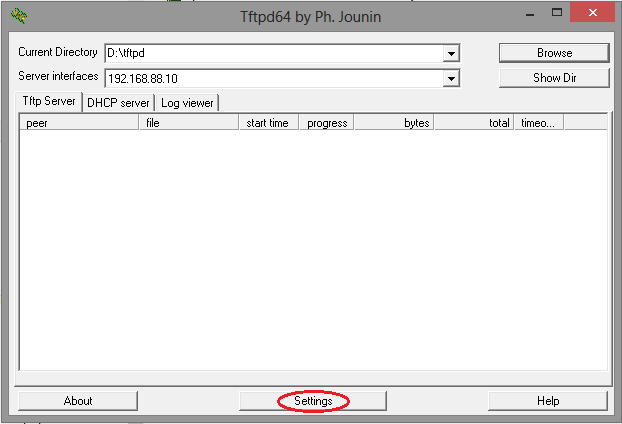 Tftpd64 by Ph. Jounin
Current Directory D:\tftpd Browse
Server interfaces 192.168.88.10 Show Dir
Tftp Server DHCP server Log viewer
peer file start time progress bytes total timeo...
About Settings Help